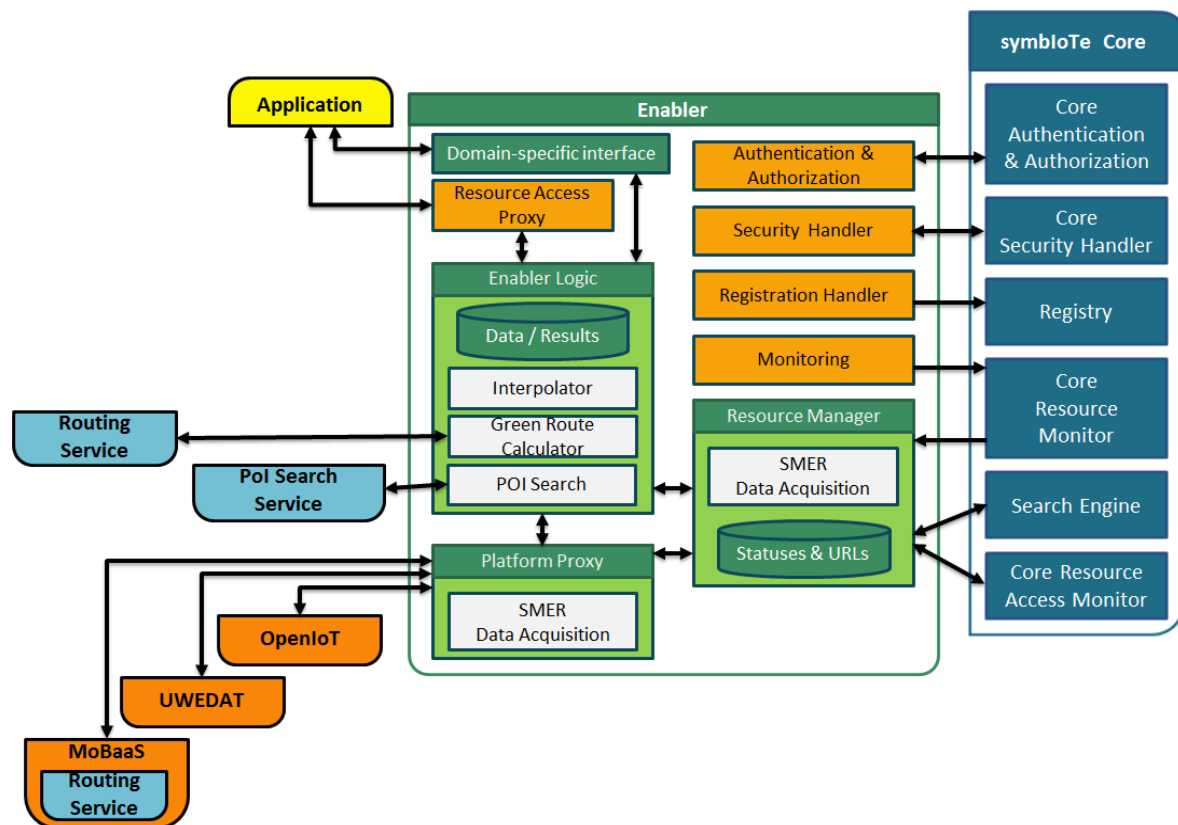 symbIoTe Core
Application
Enabler
Domain-specific interface
Resource Access
Proxy
Enabler Logic
Data / Results
Interpolator
Green Route
Calculator
POI Search
Platform Proxy
SMER
Data Acquisition
Authentication &
Authorization
Security Handler
Registration Handler
Monitoring
Resource Manager
SMER
Data Acquisition
Statuses & URLs
Core
Authentication
& Authorization
Core
Security Handler
Registry
Core
Resource
Monitor
Search Engine
Core Resource
Access Monitor
Routing
Service
PoI Search
Service
OpenIoT
UWEDAT
MoBaaS
Routing
Service